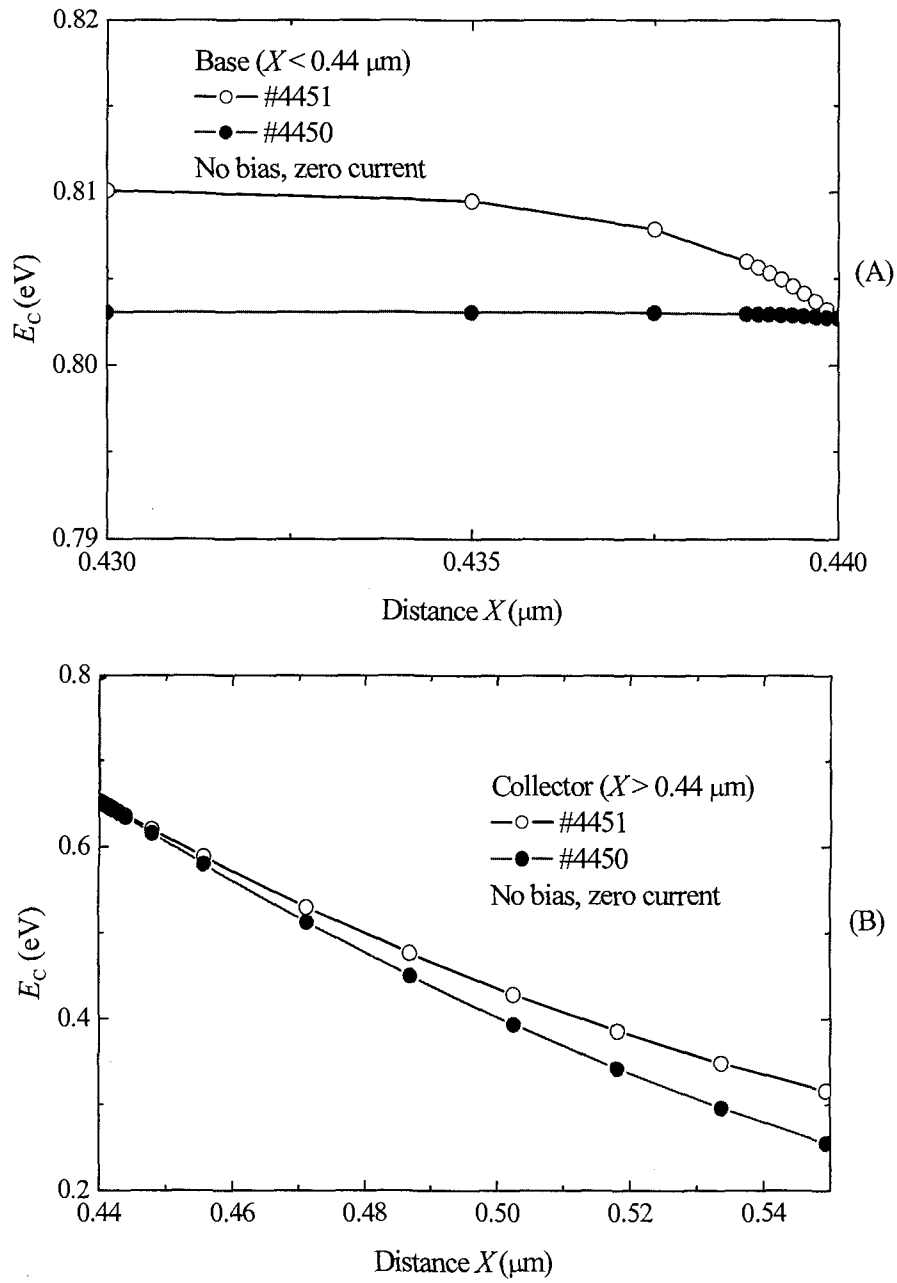 0.82
Base (X < 0.44 μm)
#4451
#4450
No bias, zero current
0.81
E_C (eV)
(A)
0.80
0.79
0.430
0.435
0.440
Distance X (μm)
0.8
Collector (X > 0.44 μm)
#4451
#4450
No bias, zero current
0.6
E_C (eV)
(B)
0.4
0.2
0.44
0.46
0.48
0.50
0.52
0.54
Distance X (μm)